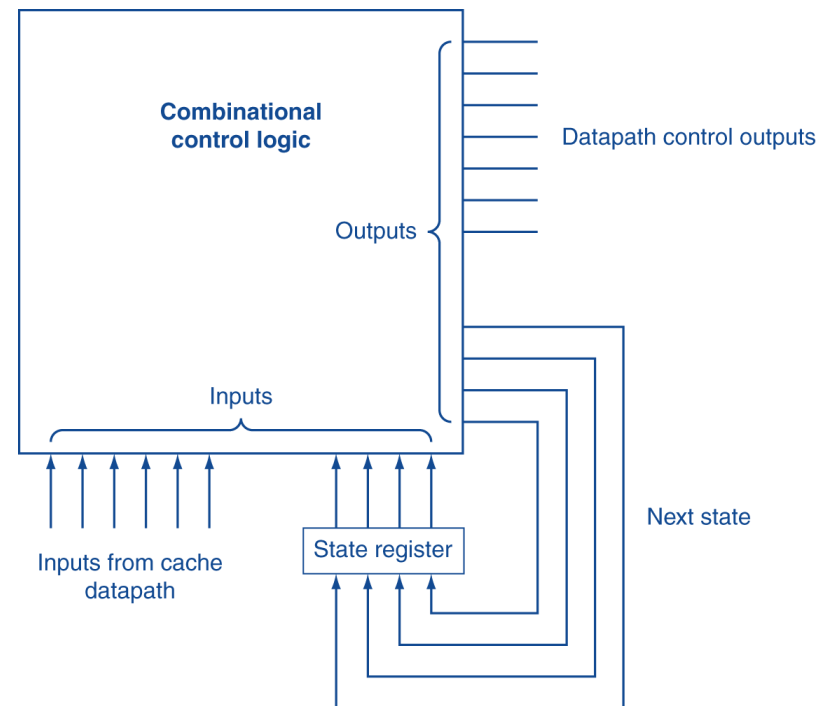 Combinational
control logic
Datapath control outputs
Outputs
Inputs
Next state
State register
Inputs from cache
datapath